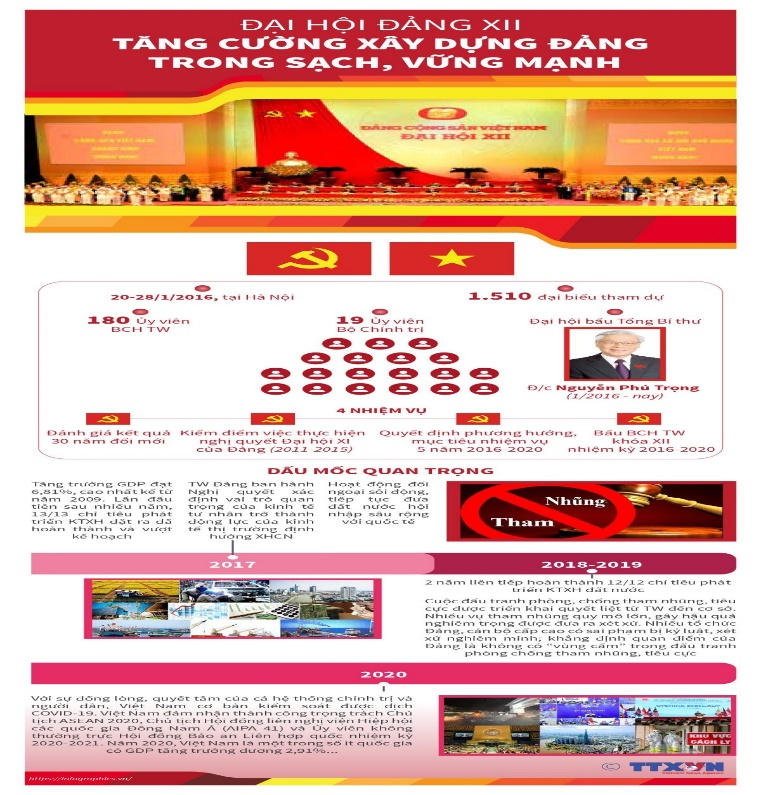 ĐẠI HỘI ĐẢNG XII
TĂNG CƯỜNG XÂY DỰNG ĐẢNG
TRONG SẠCH, VỮNG MẠNH
ĐẢNG CỘNG SẢN VIỆT NAM
ĐẠI HỘI XII
20-28/1/2016, tại Hà Nội
1.510 đại biểu tham dự
180 Ủy viên
BCH TW
19 Ủy viên
Bộ Chính trị
Đại hội bầu Tổng Bí thư
Đ/c Nguyễn Phú Trọng
(1/2016 - nay)
4 NHIỆM VỤ
Đánh giá kết quả
30 năm đổi mới
Kiểm điểm việc thực hiện
nghị quyết Đại hội XI
của Đảng (2011-2015)
Quyết định phương hướng,
mục tiêu nhiệm vụ
5 năm 2016-2020
Bầu BCH TW
khóa XII
nhiệm kỳ 2016-2020
DẤU MỐC QUAN TRỌNG
Tăng trưởng GDP đạt
6,81%, cao nhất kể từ
năm 2009. Lần đầu
tiên sau nhiều năm,
13/13 chỉ tiêu phát
triển KTXH đặt ra đã
hoàn thành và vượt
kế hoạch
TW Đảng ban hành
Nghị quyết xác
định vai trò quan
trọng của kinh tế
tư nhân trở thành
động lực của kinh
tế thị trường định
hướng XHCN
Hoạt động đối
ngoại sôi động,
tiếp tục đưa
đất nước hội
nhập sâu rộng
với quốc tế
Nhũng
Tham
2017
2018-2019
2 năm liên tiếp hoàn thành 12/12 chỉ tiêu phát
triển KTXH đất nước
Cuộc đấu tranh phòng, chống tham nhũng, tiêu
cực được triển khai quyết liệt từ TW đến cơ sở.
Nhiều vụ tham nhũng quy mô lớn, gây hậu quả
nghiêm trọng được đưa ra xét xử. Nhiều tổ chức
Đảng, cán bộ cấp cao có sai phạm bị kỷ luật, xét
xử nghiêm minh; khẳng định quan điểm của
Đảng là không có "vùng cấm" trong đấu tranh
phòng chống tham nhũng, tiêu cực
2020
Với sự đồng lòng, quyết tâm của cả hệ thống chính trị và
người dân, Việt Nam cơ bản kiểm soát được dịch
COVID-19. Việt Nam đảm nhận thành công trọng trách Chủ
tịch ASEAN 2020, Chủ tịch Hội đồng liên nghị viện Hiệp hội
các quốc gia Đông Nam Á (AIPA 41) và Ủy viên không
thường trực Hội đồng Bảo an Liên hợp quốc nhiệm kỳ
2020-2021. Năm 2020, Việt Nam là một trong số ít quốc gia
có GDP tăng trưởng dương 2,91%...
KHU VỰC
CÁCH LY
© TTXVN
https://infographics.vn/